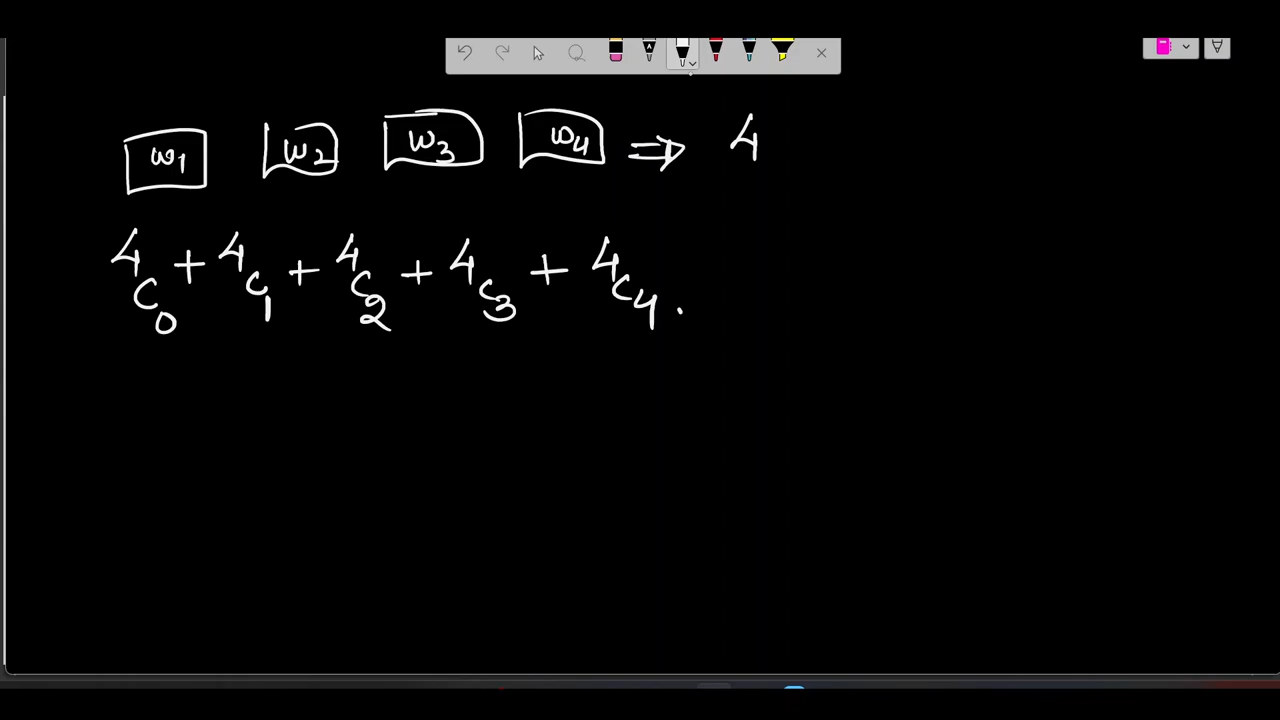 w1 w2 w3 w4 ⇒ 4
4C0 + 4C1 + 4C2 + 4C3 + 4C4 .